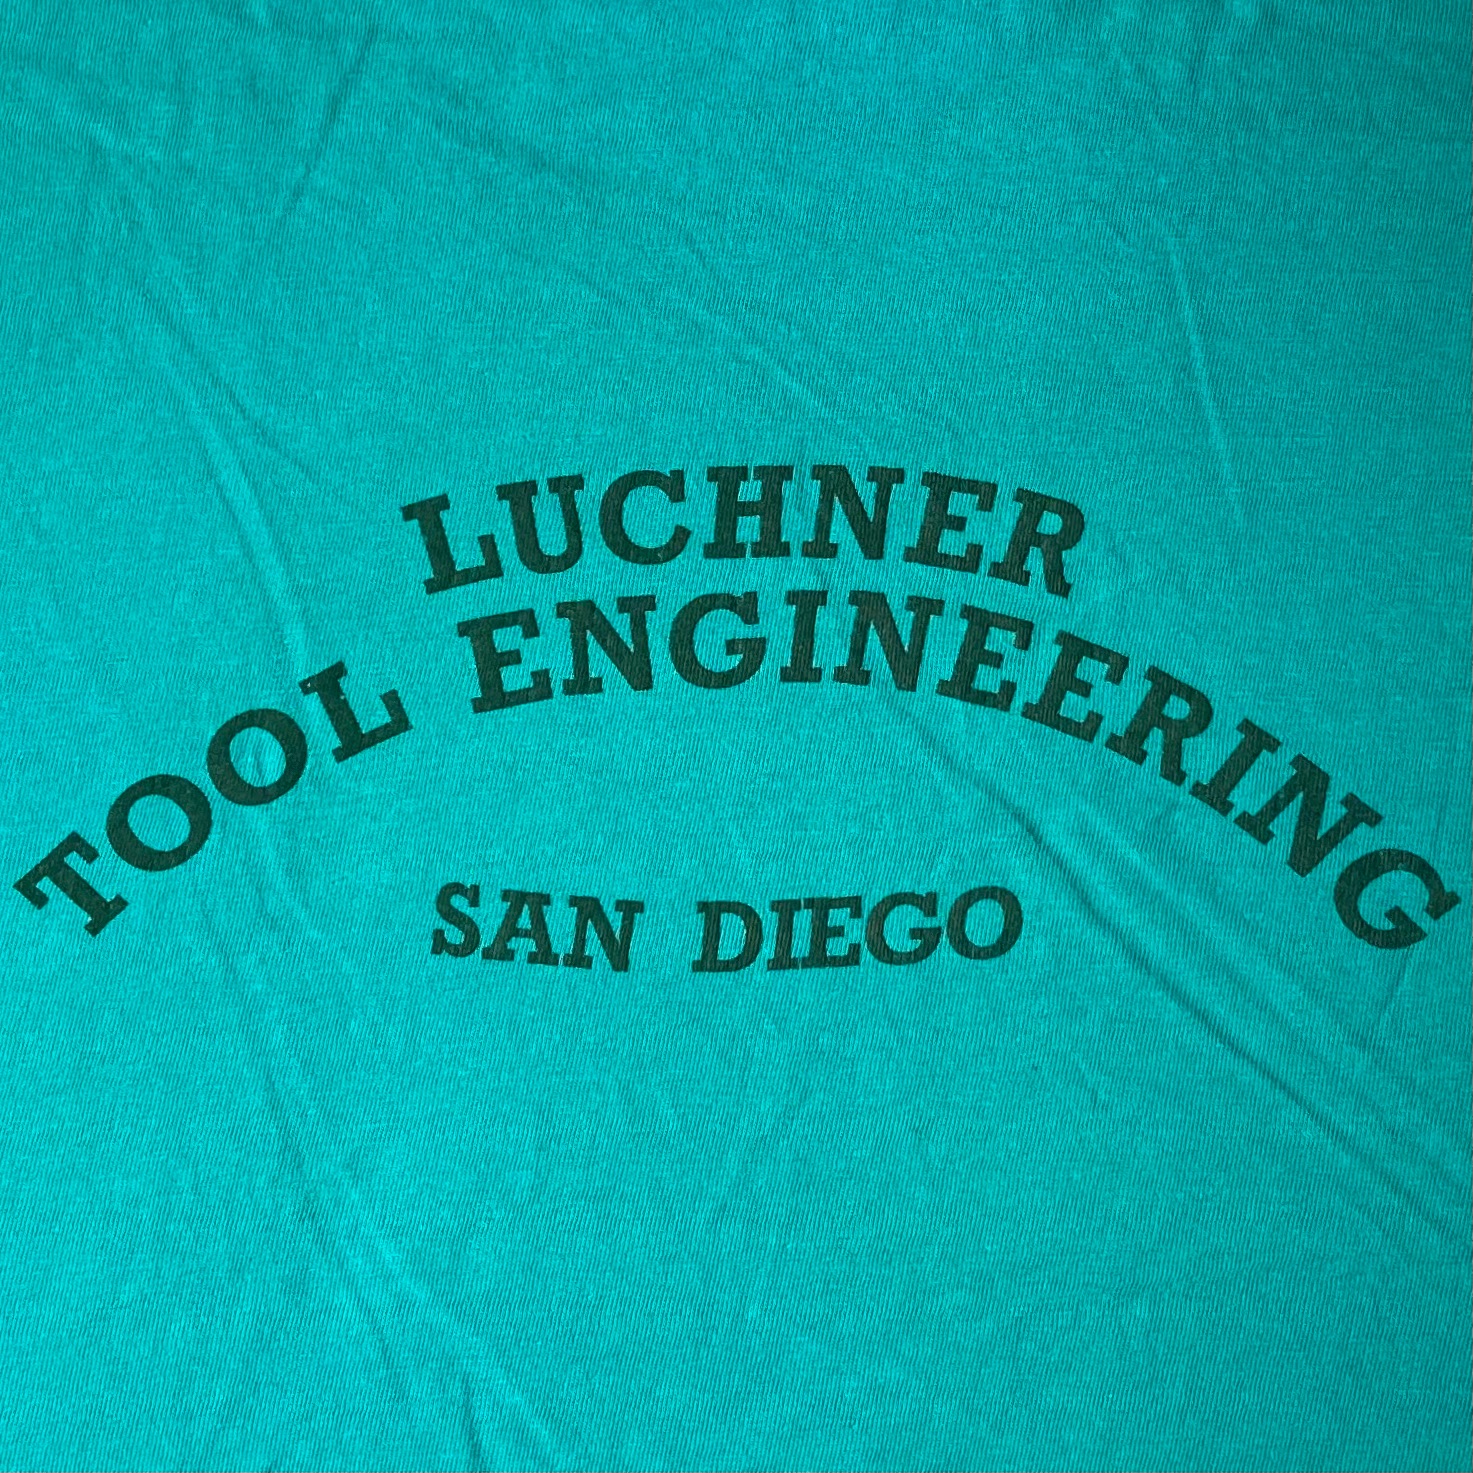 LUCHNER
TOOL ENGINEERING
SAN DIEGO